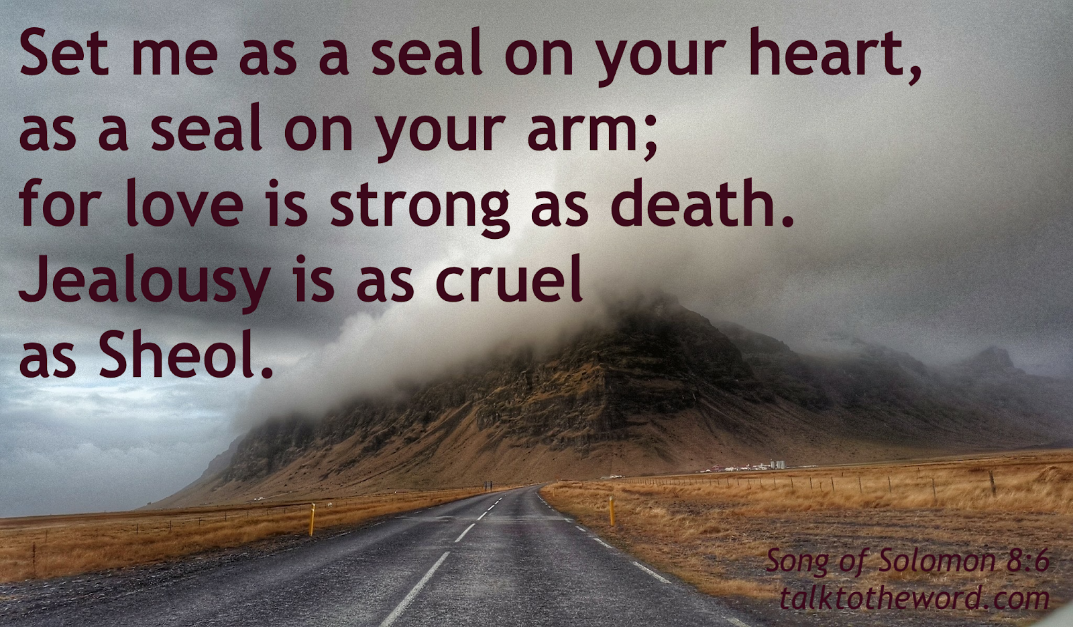 Set me as a seal on your heart,
as a seal on your arm;
for love is strong as death.
Jealousy is as cruel
as Sheol.
Song of Solomon 8:6
talktotheword.com